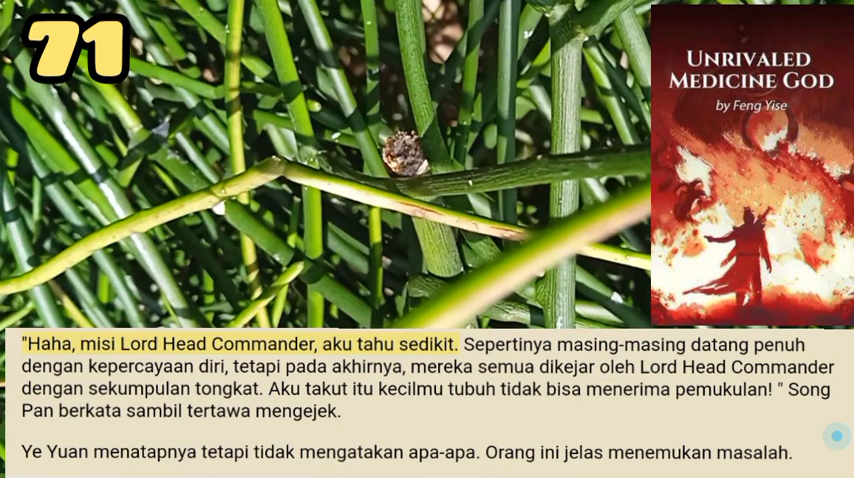 71
UNRIVALED
MEDICINE GOD
by Feng Yise
"Haha, misi Lord Head Commander, aku tahu sedikit. Sepertinya masing-masing datang penuh
dengan kepercayaan diri, tetapi pada akhirnya, mereka semua dikejar oleh Lord Head Commander
dengan sekumpulan tongkat. Aku takut itu kecilmu tubuh tidak bisa menerima pemukulan! " Song
Pan berkata sambil tertawa mengejek.
Ye Yuan menatapnya tetapi tidak mengatakan apa-apa. Orang ini jelas menemukan masalah.